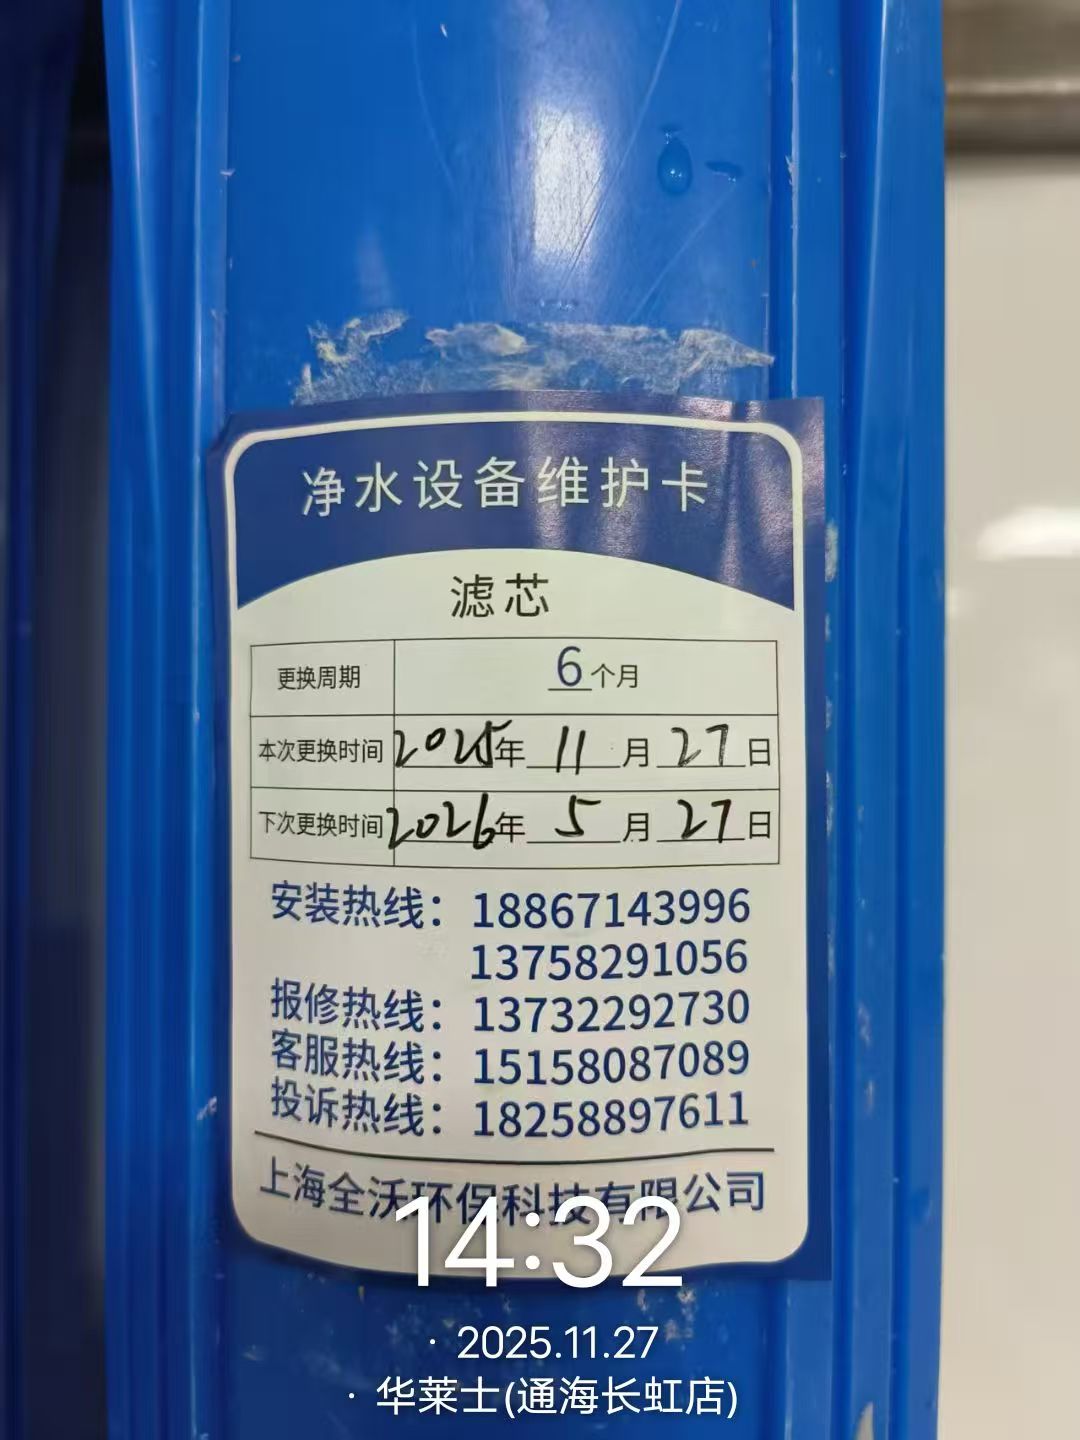 净水设备维护卡
滤芯
更换周期 6个月
本次更换时间 2025年 11 月 27 日
下次更换时间 2026年 5 月 27 日
安装热线：18867143996
13758291056
报修热线：13732292730
客服热线：15158087089
投诉热线：18258897611
上海全沃环保科技有限公司
14:32
· 2025.11.27
· 华莱士(通海长虹店)